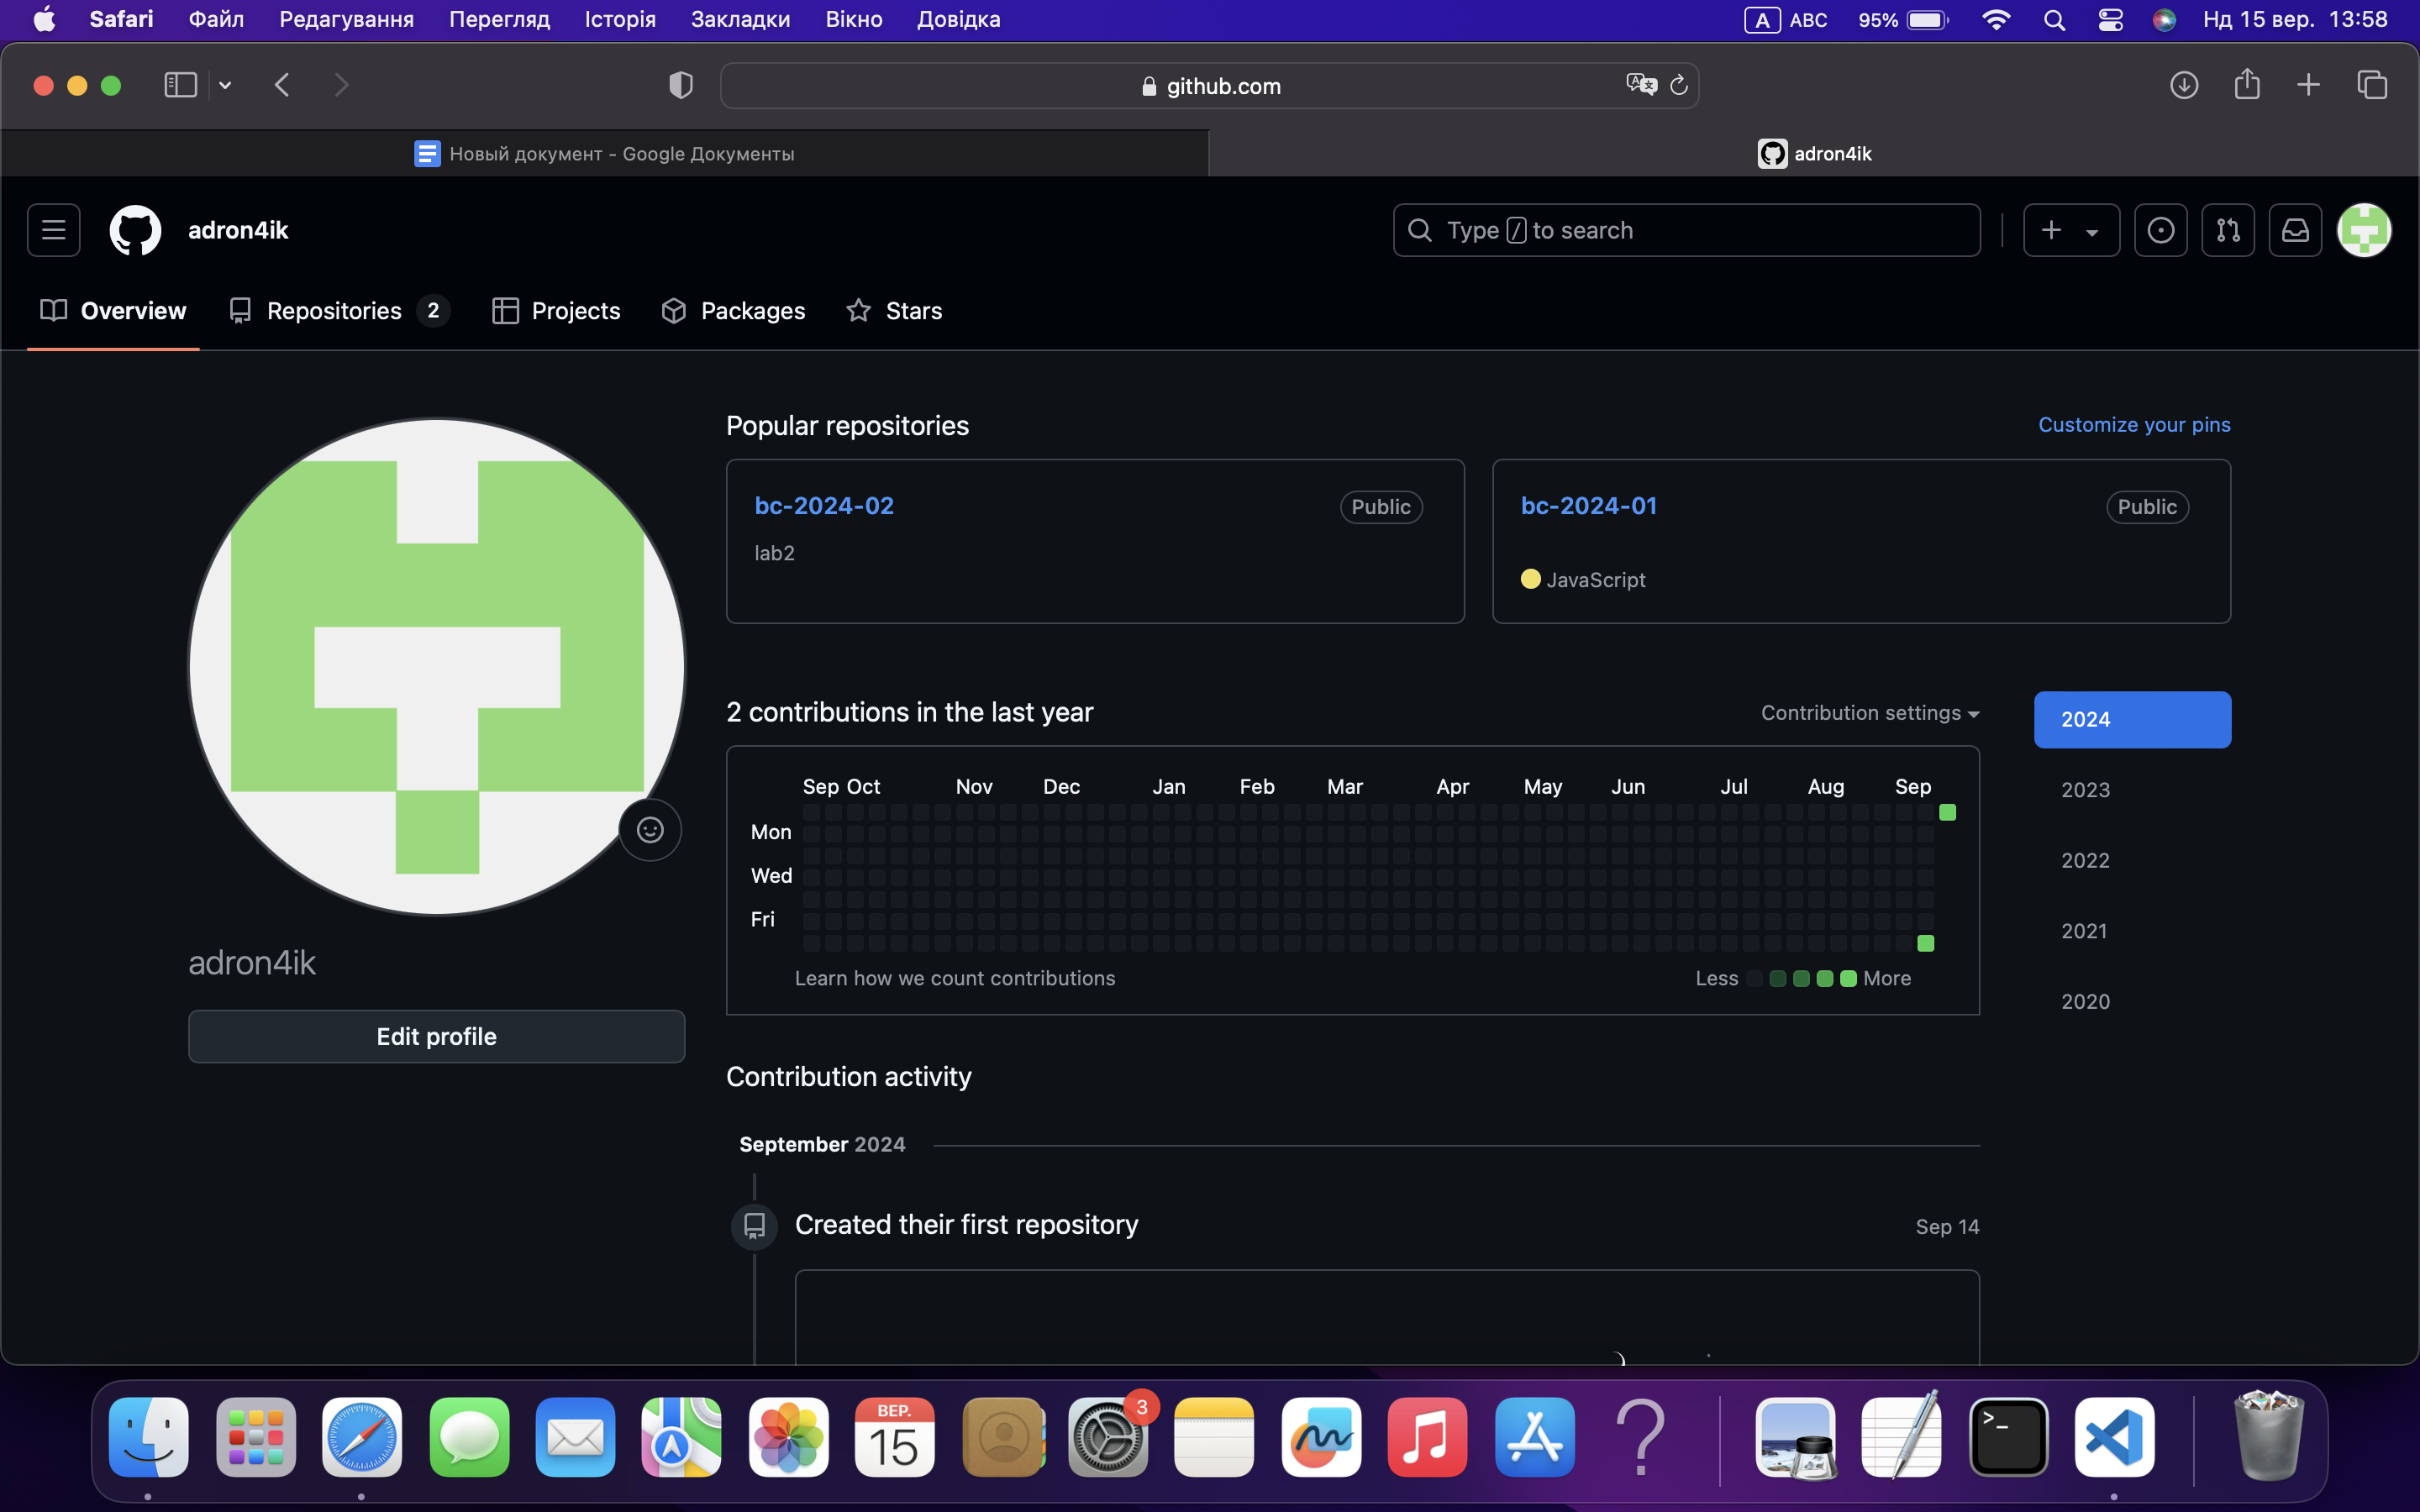 Safari Файл Редагування Перегляд Історія Закладки Вікно Довідка A ABC 95% Нд 15 вер. 13:58
github.com
Новый документ - Google Документы adron4ik
adron4ik Type / to search
Overview Repositories 2 Projects Packages Stars
Popular repositories Customize your pins
bc-2024-02 Public
lab2
bc-2024-01 Public
JavaScript
2 contributions in the last year Contribution settings
Sep Oct Nov Dec Jan Feb Mar Apr May Jun Jul Aug Sep
Mon
Wed
Fri
Learn how we count contributions Less More
2024
2023
2022
2021
2020
adron4ik
Edit profile
Contribution activity
September 2024
Created their first repository Sep 14
ВЕР.
15
3
>_